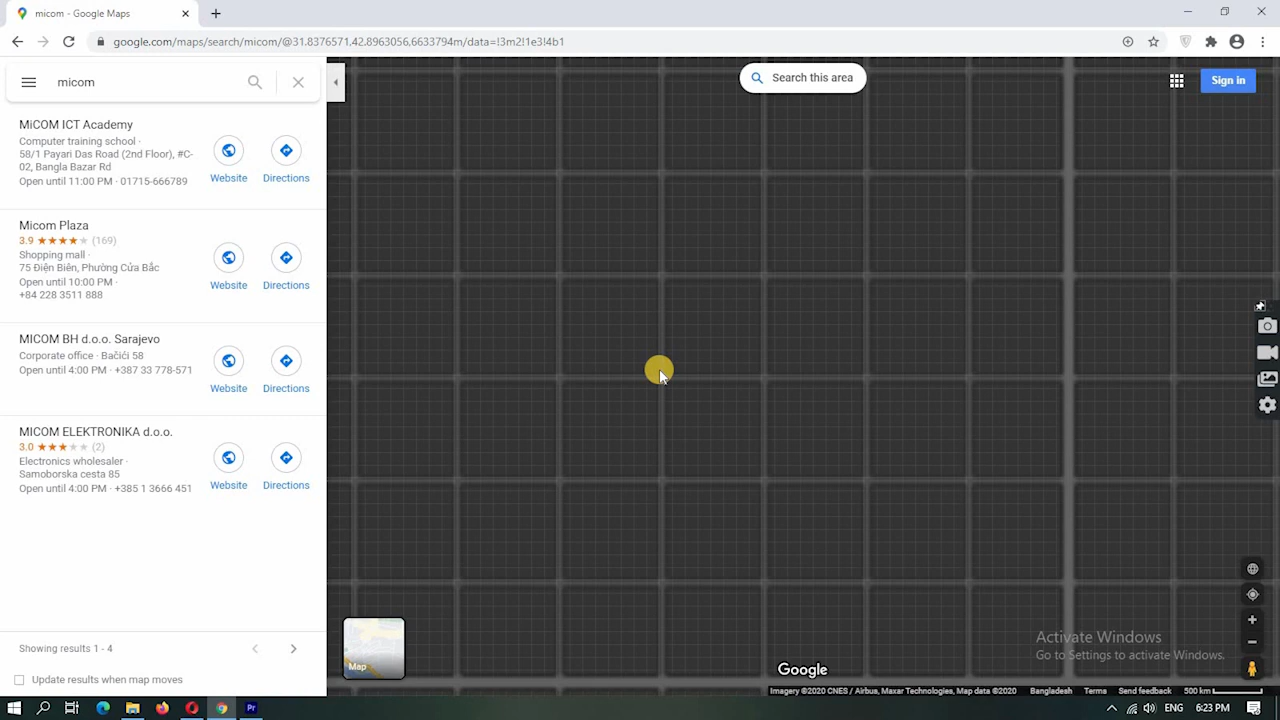 micom - Google Maps
google.com/maps/search/micom/@31.8376571,42.8963056,6633794m/data=!3m2!1e3!4b1
micom
Search this area
Sign in
MiCOM ICT Academy
Computer training school ·
58/1 Payari Das Road (2nd Floor), #C-
02, Bangla Bazar Rd
Open until 11:00 PM · 01715-666789
Website
Directions
Micom Plaza
3.9 ★★★★★ (169)
Shopping mall ·
75 Điện Biên, Phường Cửa Bắc
Open until 10:00 PM ·
+84 228 3511 888
Website
Directions
MICOM BH d.o.o. Sarajevo
Corporate office · Bačići 58
Open until 4:00 PM · +387 33 778-571
Website
Directions
MICOM ELEKTRONIKA d.o.o.
3.0 ★★★★★ (2)
Electronics wholesaler ·
Samoborska cesta 85
Open until 4:00 PM · +385 1 3666 451
Website
Directions
Showing results 1 - 4
Update results when map moves
Map
Google
Activate Windows
Go to Settings to activate Windows.
Imagery ©2020 CNES / Airbus, Maxar Technologies, Map data ©2020
Bangladesh
Terms
Send feedback
500 km
Pr
ENG
6:23 PM